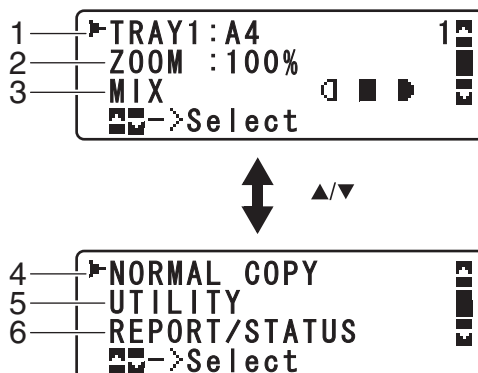 1 TRAY1:A4 1
2 ZOOM :100%
3 MIX
->Select
▲/▼
4 NORMAL COPY
5 UTILITY
6 REPORT/STATUS
->Select